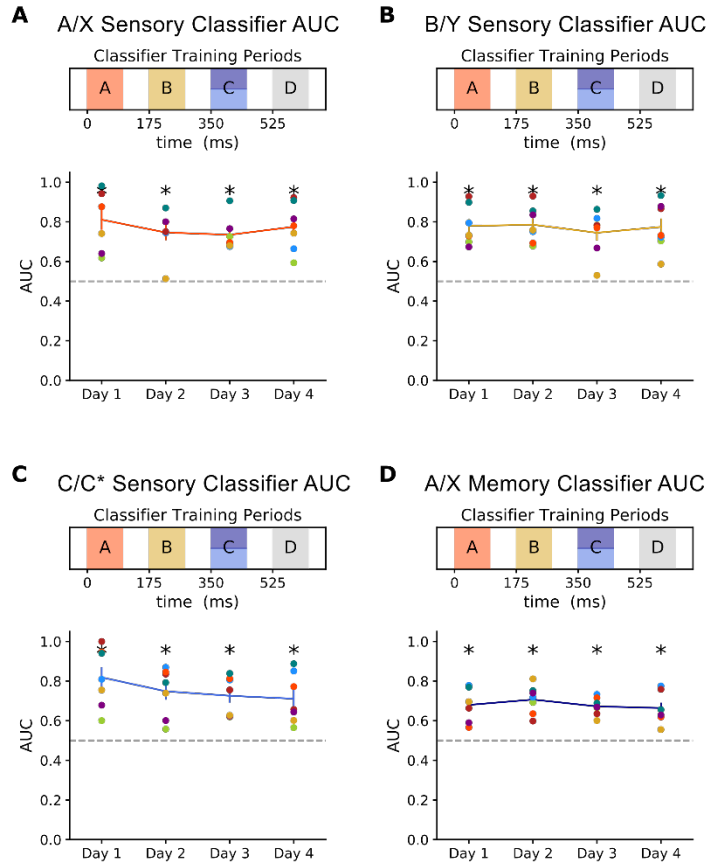 A
A/X Sensory Classifier AUC
Classifier Training Periods
A B C D
0 175 350 525
time (ms)
AUC
1.0
0.8
0.6
0.4
0.2
0.0
* * * *
Day 1 Day 2 Day 3 Day 4
B
B/Y Sensory Classifier AUC
Classifier Training Periods
A B C D
0 175 350 525
time (ms)
AUC
1.0
0.8
0.6
0.4
0.2
0.0
* * * *
Day 1 Day 2 Day 3 Day 4
C
C/C* Sensory Classifier AUC
Classifier Training Periods
A B C D
0 175 350 525
time (ms)
AUC
1.0
0.8
0.6
0.4
0.2
0.0
* * * *
Day 1 Day 2 Day 3 Day 4
D
A/X Memory Classifier AUC
Classifier Training Periods
A B C D
0 175 350 525
time (ms)
AUC
1.0
0.8
0.6
0.4
0.2
0.0
* * * *
Day 1 Day 2 Day 3 Day 4